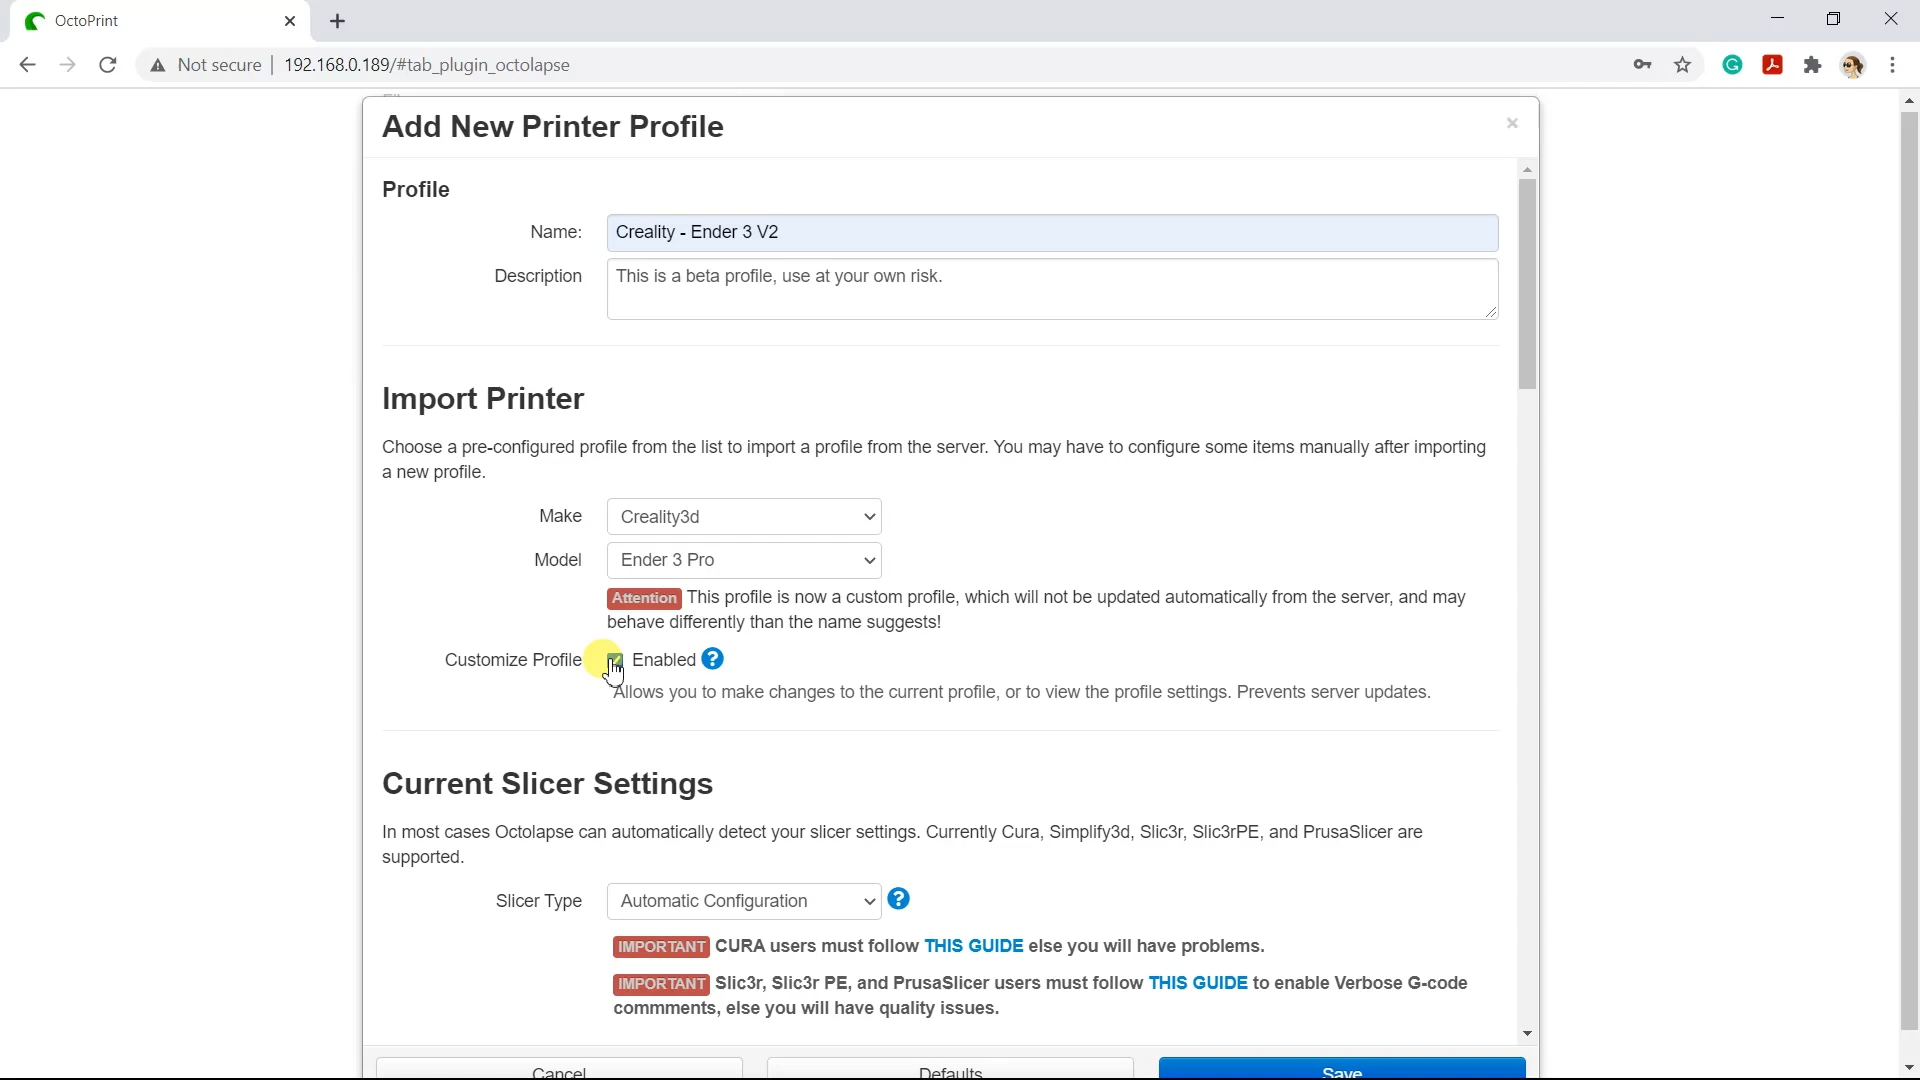 OctoPrint
Not secure
192.168.0.189/#tab_plugin_octolapse
Add New Printer Profile
Profile
Name:
Creality - Ender 3 V2
Description
This is a beta profile, use at your own risk.
Import Printer
Choose a pre-configured profile from the list to import a profile from the server. You may have to configure some items manually after importing
a new profile.
Make
Creality3d
Model
Ender 3 Pro
Attention This profile is now a custom profile, which will not be updated automatically from the server, and may
behave differently than the name suggests!
Customize Profile
Enabled
Allows you to make changes to the current profile, or to view the profile settings. Prevents server updates.
Current Slicer Settings
In most cases Octolapse can automatically detect your slicer settings. Currently Cura, Simplify3d, Slic3r, Slic3rPE, and PrusaSlicer are
supported.
Slicer Type
Automatic Configuration
IMPORTANT CURA users must follow THIS GUIDE else you will have problems.
IMPORTANT Slic3r, Slic3r PE, and PrusaSlicer users must follow THIS GUIDE to enable Verbose G-code
commments, else you will have quality issues.
Cancel
Defaults
Save